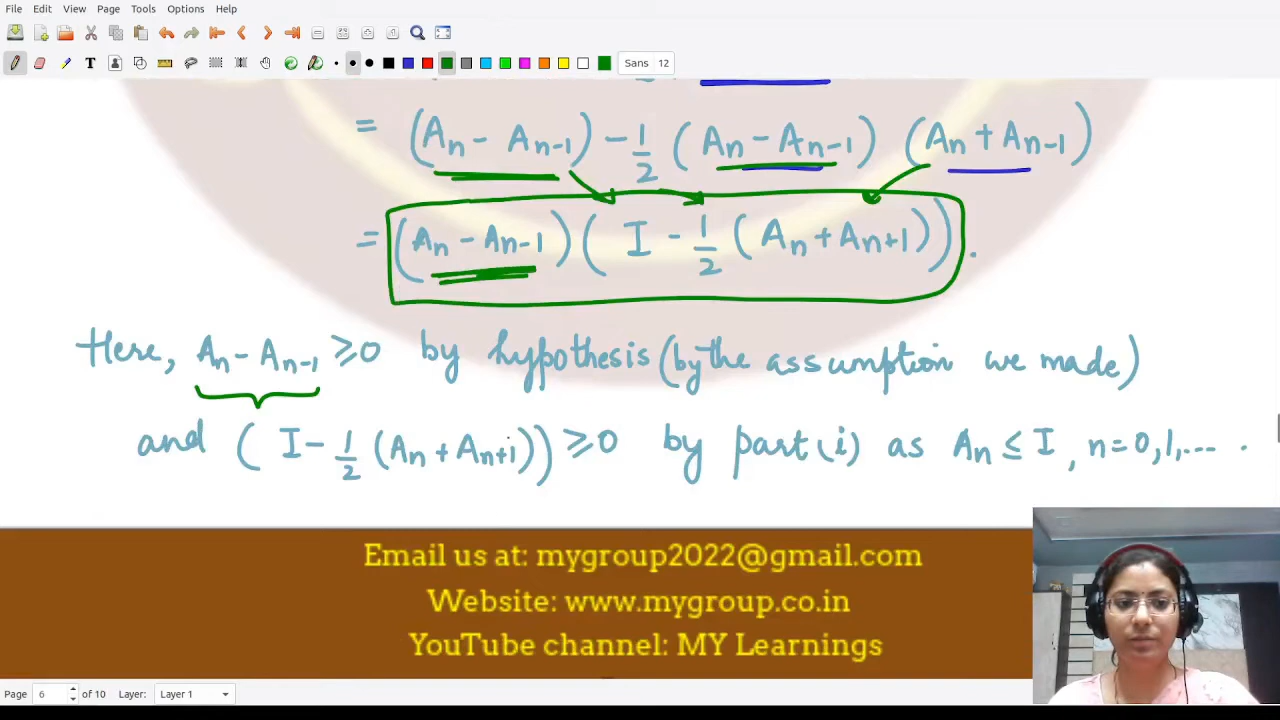 File Edit View Page Tools Options Help
Sans 12
= (An - An-1) - 1/2 (An - An-1) (An + An-1)
= (An - An-1) ( I - 1/2 (An + An+1)).
Here, An - An-1 ≥ 0 by hypothesis (by the assumption we made)
and ( I - 1/2 (An + An+1)) ≥ 0 by part (i) as An ≤ I, n = 0, 1, .... .
Email us at: mygroup2022@gmail.com
Website: www.mygroup.co.in
YouTube channel: MY Learnings
Page 6 of 10 Layer: Layer 1